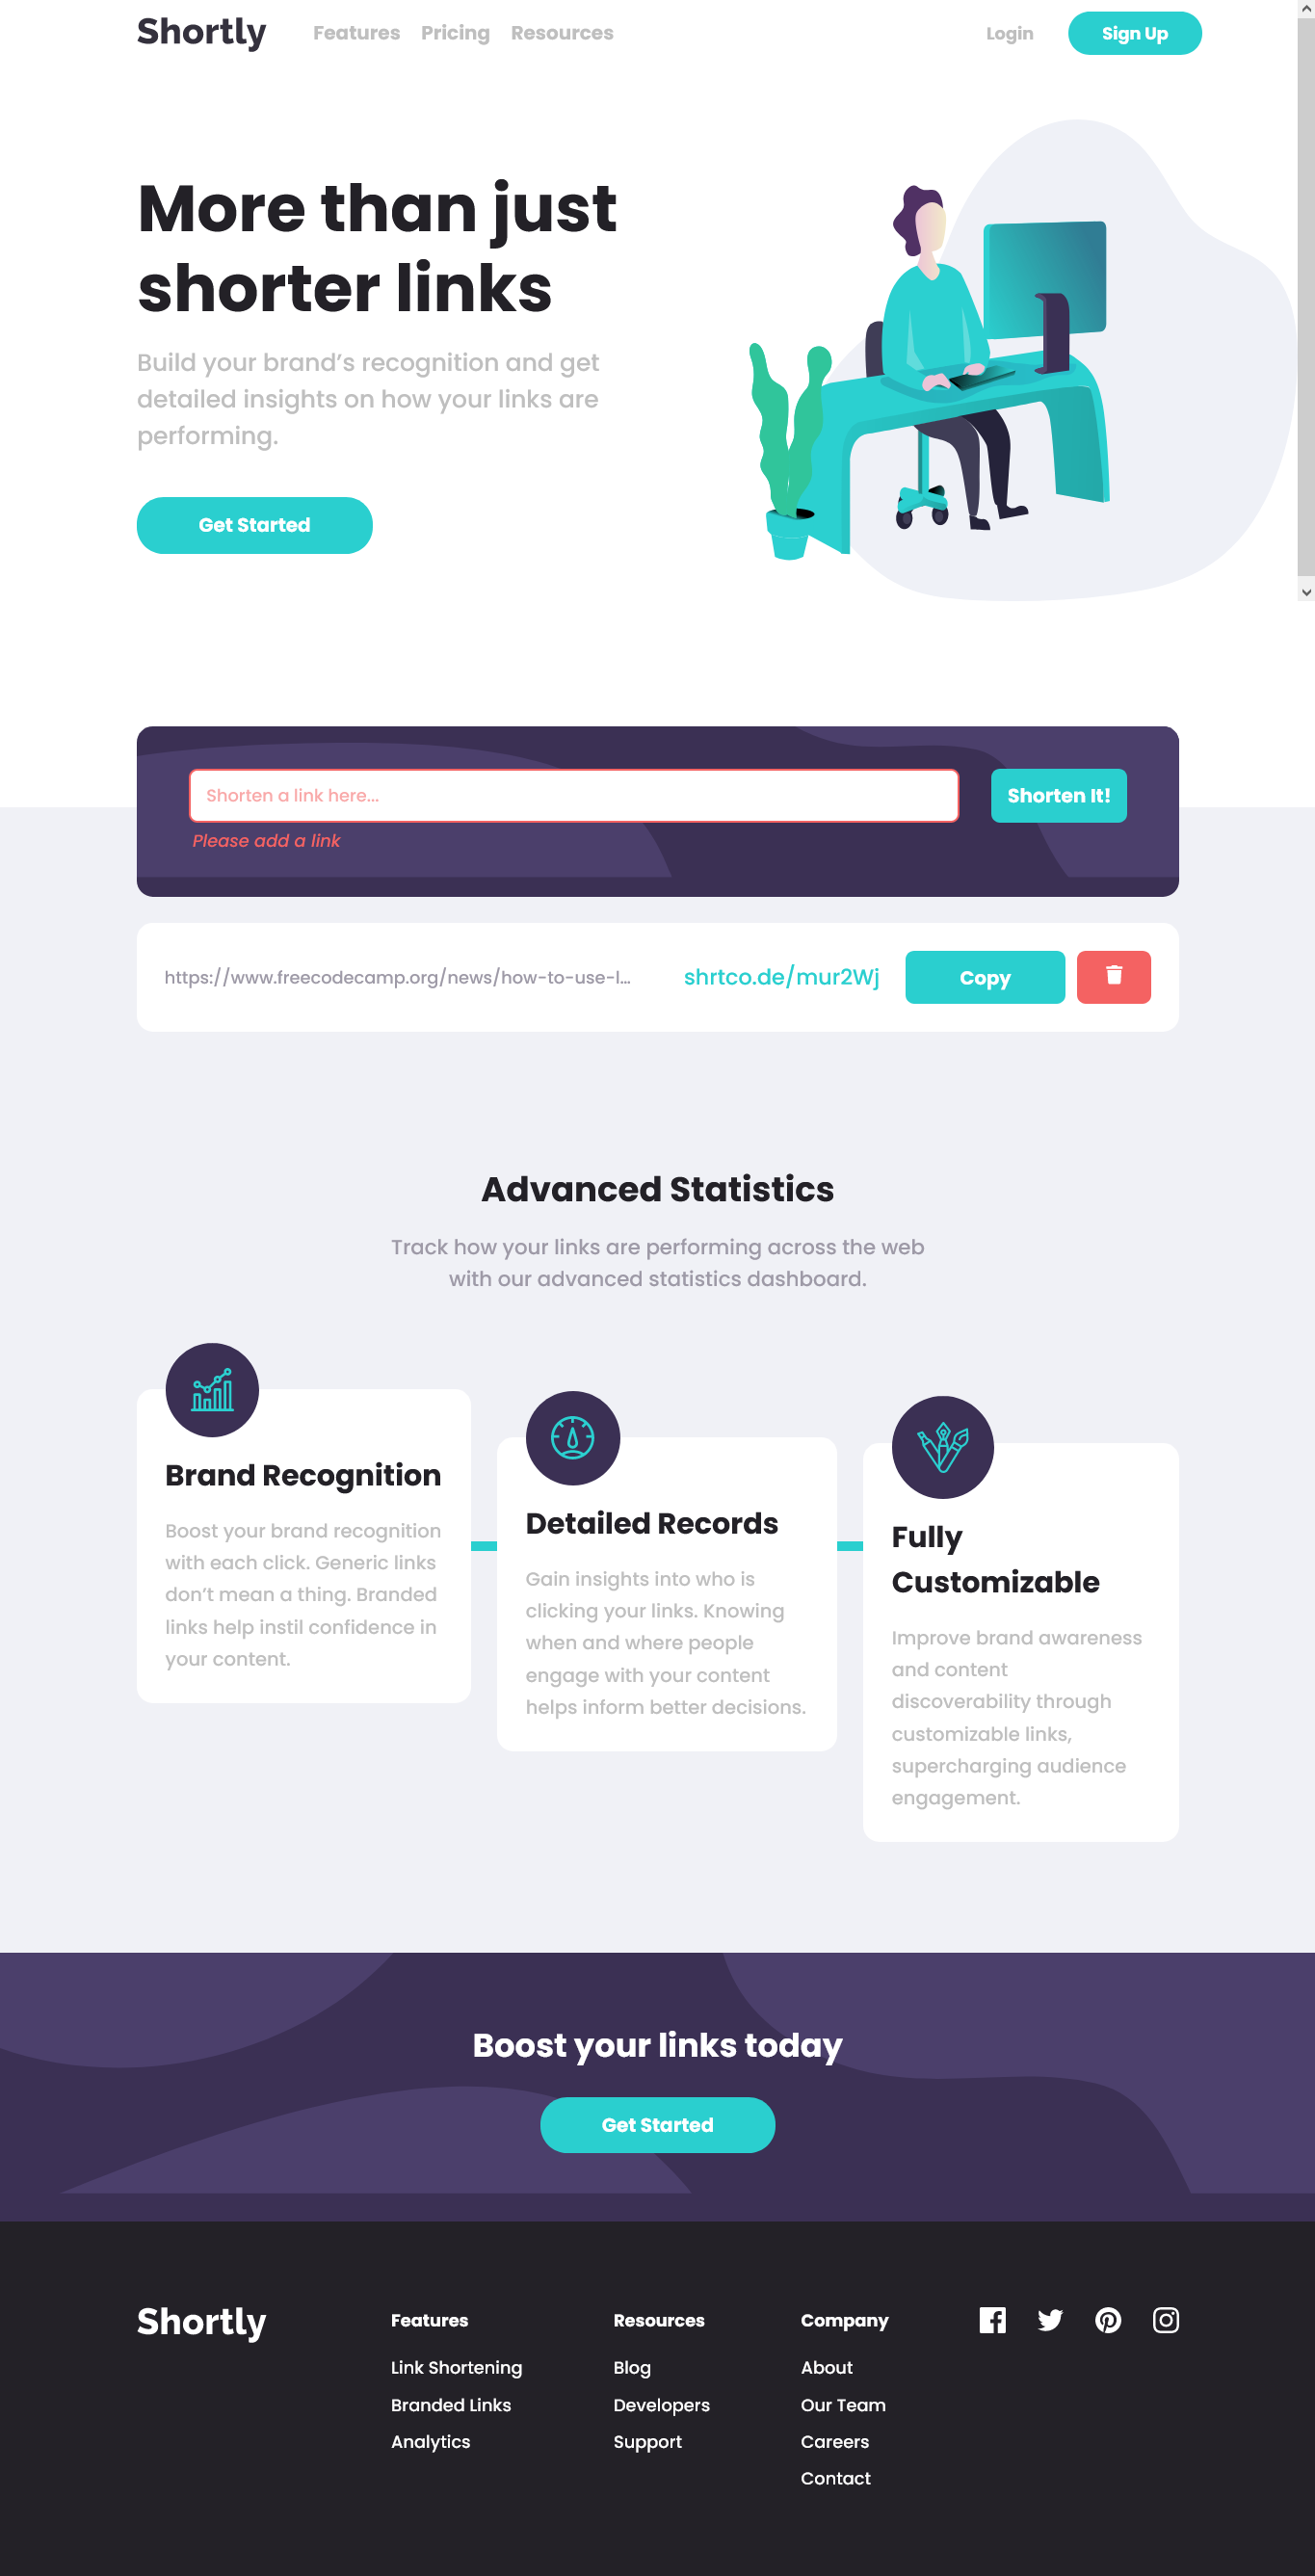 Shortly
Features Pricing Resources
Login
Sign Up
More than just
shorter links
Build your brand’s recognition and get
detailed insights on how your links are
performing.
Get Started
Shorten a link here...
Shorten It!
Please add a link
https://www.freecodecamp.org/news/how-to-use-l...
shrtco.de/mur2Wj
Copy
Advanced Statistics
Track how your links are performing across the web
with our advanced statistics dashboard.
Brand Recognition
Boost your brand recognition
with each click. Generic links
don’t mean a thing. Branded
links help instil confidence in
your content.
Detailed Records
Gain insights into who is
clicking your links. Knowing
when and where people
engage with your content
helps inform better decisions.
Fully
Customizable
Improve brand awareness
and content
discoverability through
customizable links,
supercharging audience
engagement.
Boost your links today
Get Started
Shortly
Features
Link Shortening
Branded Links
Analytics
Resources
Blog
Developers
Support
Company
About
Our Team
Careers
Contact